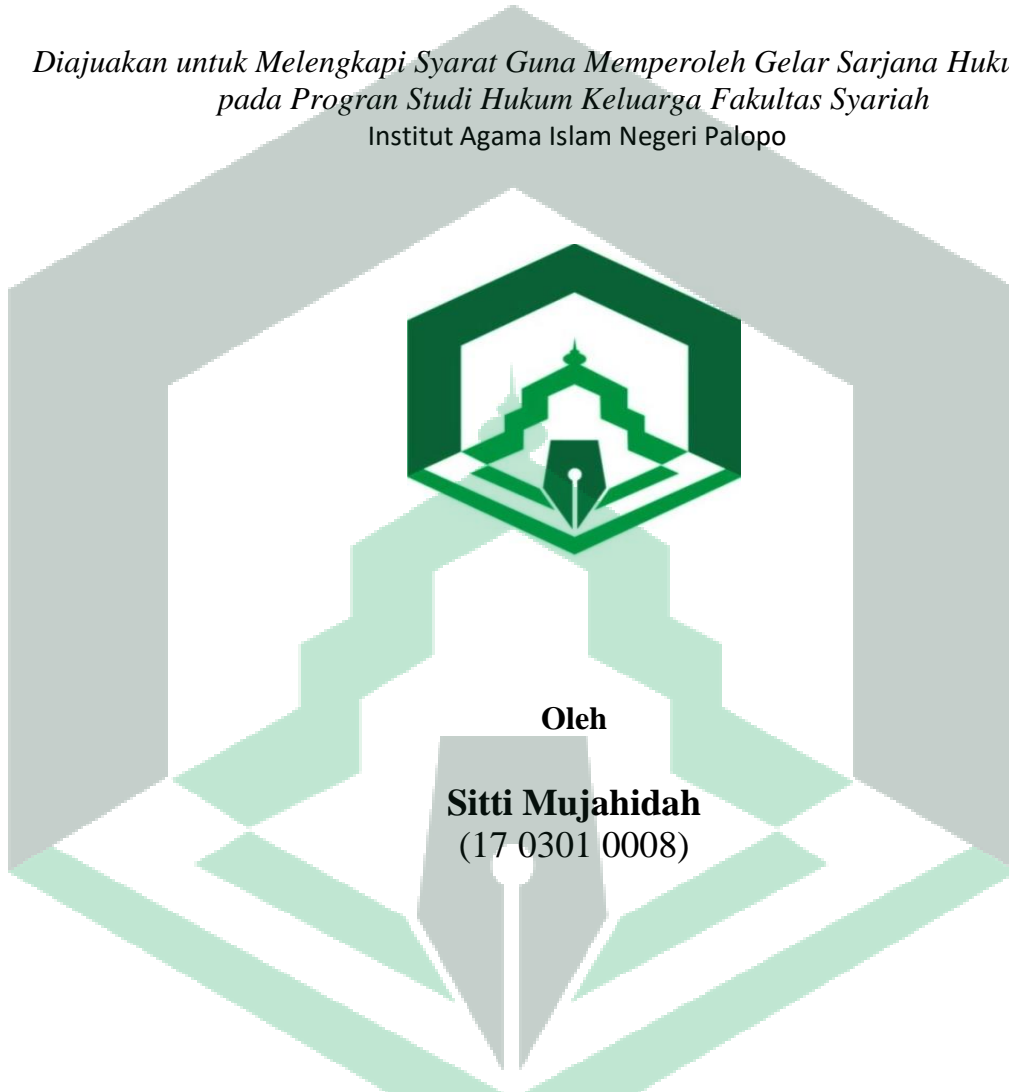 Diajuakan untuk Melengkapi Syarat Guna Memperoleh Gelar Sarjana
pada Progran Studi Hukum Keluarga Fakultas Syariah
Institut Agama Islam Negeri Palopo
Oleh
Sitti Mujahidah
(17 0301 0008)